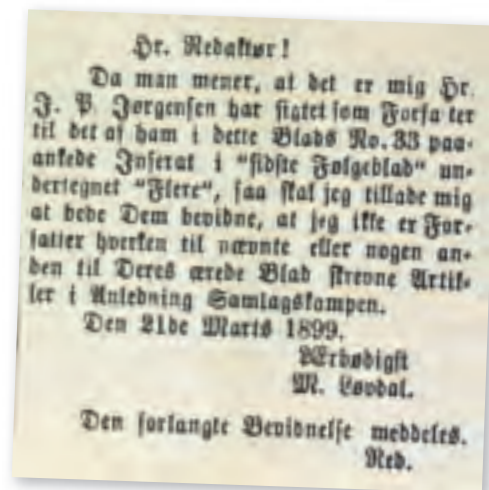 Hr. Redaktør!
Da man mener, at det er mig Hr.
J. P. Jørgensen har sigtet som Forfa ter
til det af ham i dette Blads No. 33 paa-
ankede Inserat i "sidste Følgeblad" un-
dertegnet "Flere", saa skal jeg tillade mig
at bede Dem bevidne, at jeg ikke er For-
fatter hverken til nævnte eller nogen an-
den til Deres ærede Blad skrevne Artik-
ler i Anledning Samlagskampen.
Den 21de Marts 1899.
Ærbødigst
M. Løvdal.
Den forlangte Bevidnelse meddeles.
Red.